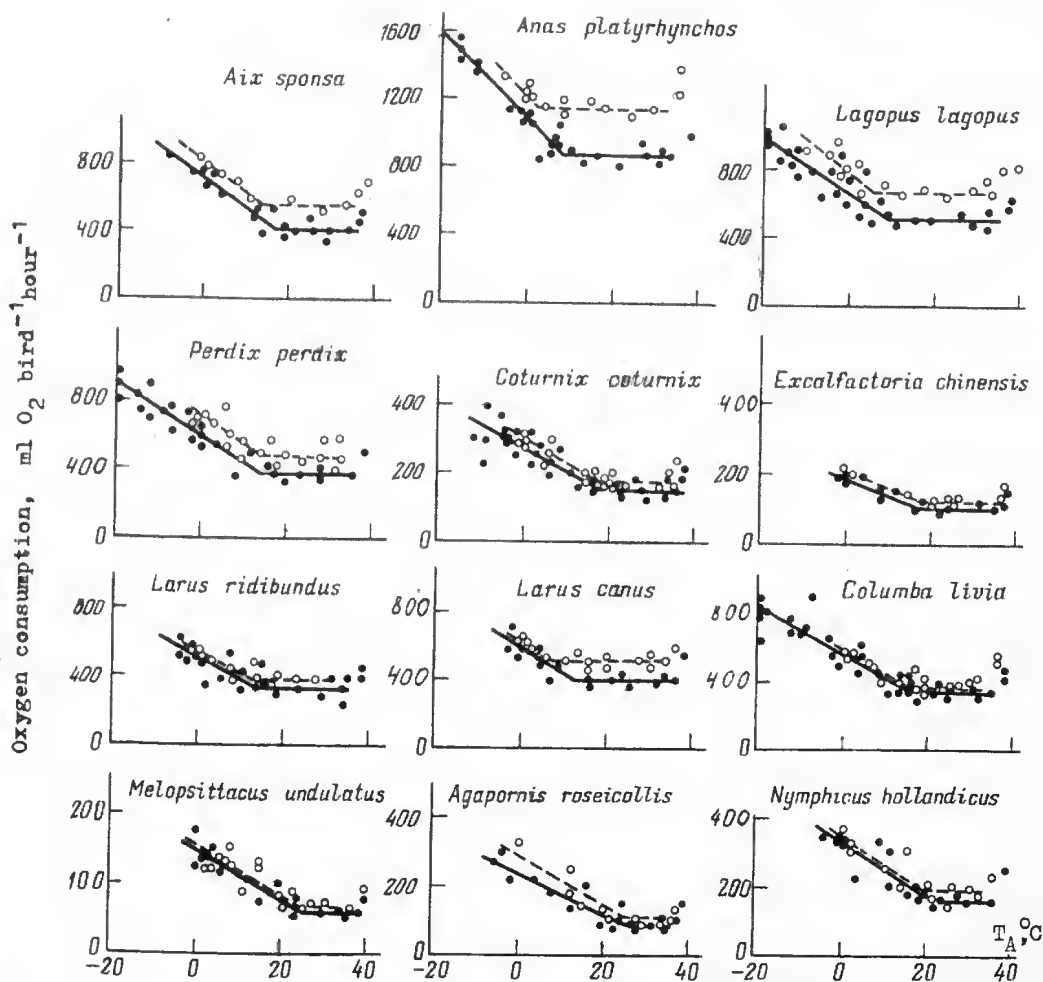 Anas platyrhynchos
Aix sponsa
Lagopus lagopus
1600
1200
800
400
0
800
400
0
800
400
0
Oxygen consumption, ml O2 bird-1 hour-1
Perdix perdix
Coturnix coturnix
Excalfactoria chinensis
800
400
0
400
200
0
400
200
0
Larus ridibundus
Larus canus
Columba livia
800
400
0
800
400
0
800
400
0
Melopsittacus undulatus
Agapornis roseicollis
Nymphicus hollandicus
200
100
0
400
200
0
400
200
0
TA,°C
-20 0 20 40
-20 0 20 40
-20 0 20 40